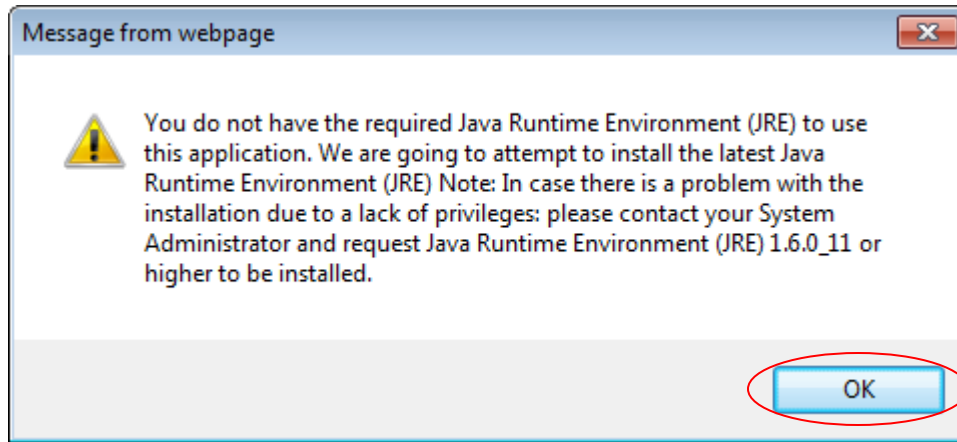 Message from webpage
You do not have the required Java Runtime Environment (JRE) to use
this application. We are going to attempt to install the latest Java
Runtime Environment (JRE) Note: In case there is a problem with the
installation due to a lack of privileges: please contact your System
Administrator and request Java Runtime Environment (JRE) 1.6.0_11 or
higher to be installed.
OK